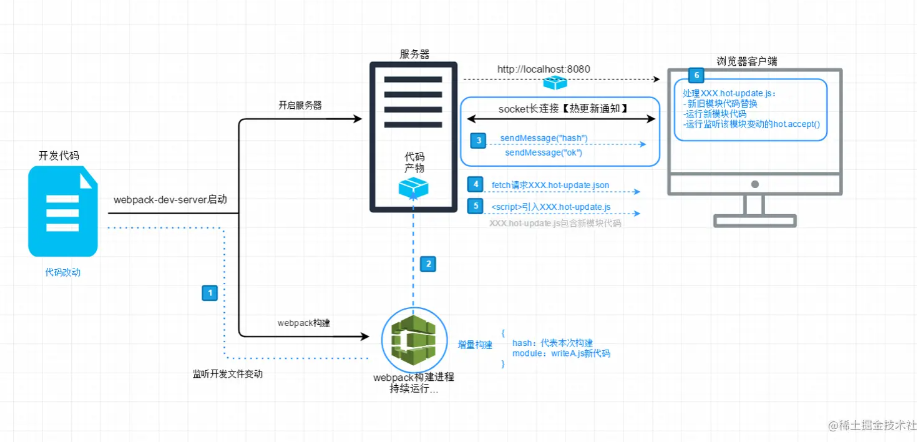 服务器
浏览器客户端
http://localhost:8080
6
处理XXX.hot-update.js:
- 新旧模块代码替换
-运行新模块代码
-运行监听该模块变动的hot.accept()
socket长连接【热更新通知】
开启服务器
3
sendMessage("hash")
sendMessage("ok")
开发代码
代码
产物
4
fetch请求XXX.hot-update.json
webpack-dev-server启动
5
<script>引入XXX.hot-update.js
XXX.hot-update.js包含新模块代码
代码改动
2
1
webpack构建
{
增量构建
hash：代表本次构建
module：writeA.js新代码
}
监听开发文件变动
webpack构建进程
持续运行...
@稀土掘金技术社